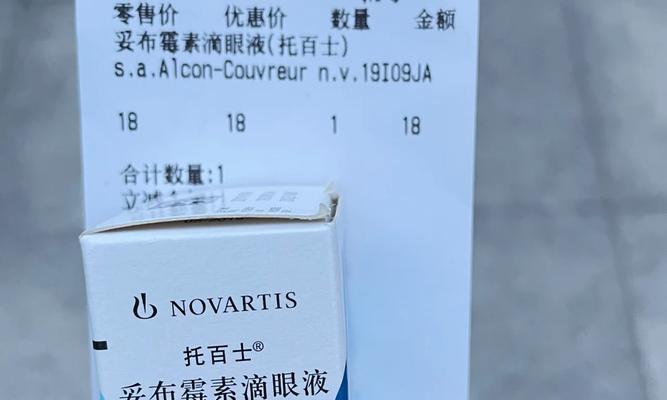 零售价 优惠价 数量 金额
妥布霉素滴眼液(托百士)
s.a.Alcon-Couvreur n.v.19I09JA
18 18 1 18
合计数量:1
立减
NOVARTIS
托百士®
妥布霉素滴眼液